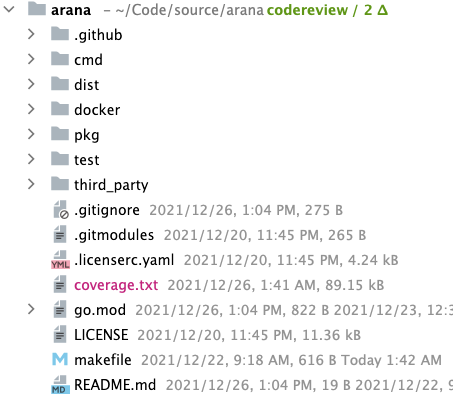 arana – ~/Code/source/arana codereview / 2 Δ
.github
cmd
dist
docker
pkg
test
third_party
.gitignore 2021/12/26, 1:04 PM, 275 B
.gitmodules 2021/12/20, 11:45 PM, 265 B
YML .licenserc.yaml 2021/12/20, 11:45 PM, 4.24 kB
coverage.txt 2021/12/26, 1:41 AM, 89.15 kB
go.mod 2021/12/26, 1:04 PM, 822 B 2021/12/23, 12:3
LICENSE 2021/12/20, 11:45 PM, 11.36 kB
M makefile 2021/12/22, 9:18 AM, 616 B Today 1:42 AM
MD README.md 2021/12/26, 1:04 PM, 19 B 2021/12/22, 9